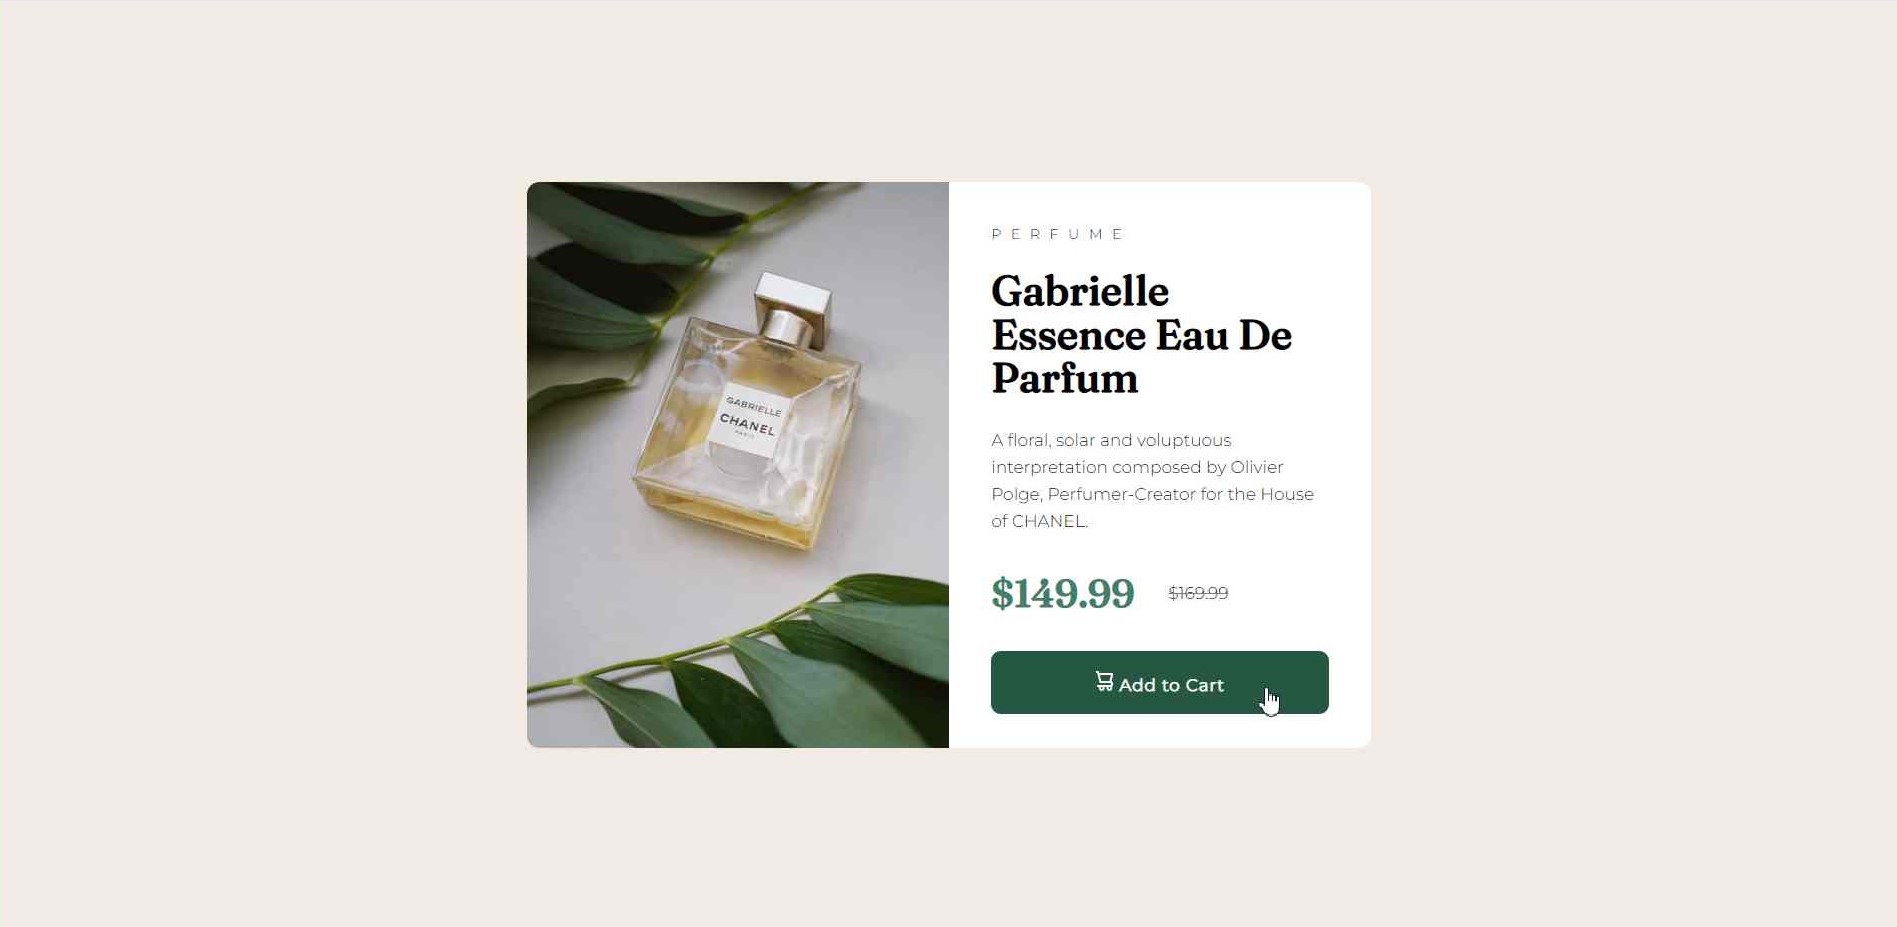 GABRIELLE
CHANEL
PARIS
PERFUME
Gabrielle
Essence Eau De
Parfum
A floral, solar and voluptuous
interpretation composed by Olivier
Polge, Perfumer-Creator for the House
of CHANEL.
$149.99 $169.99
Add to Cart